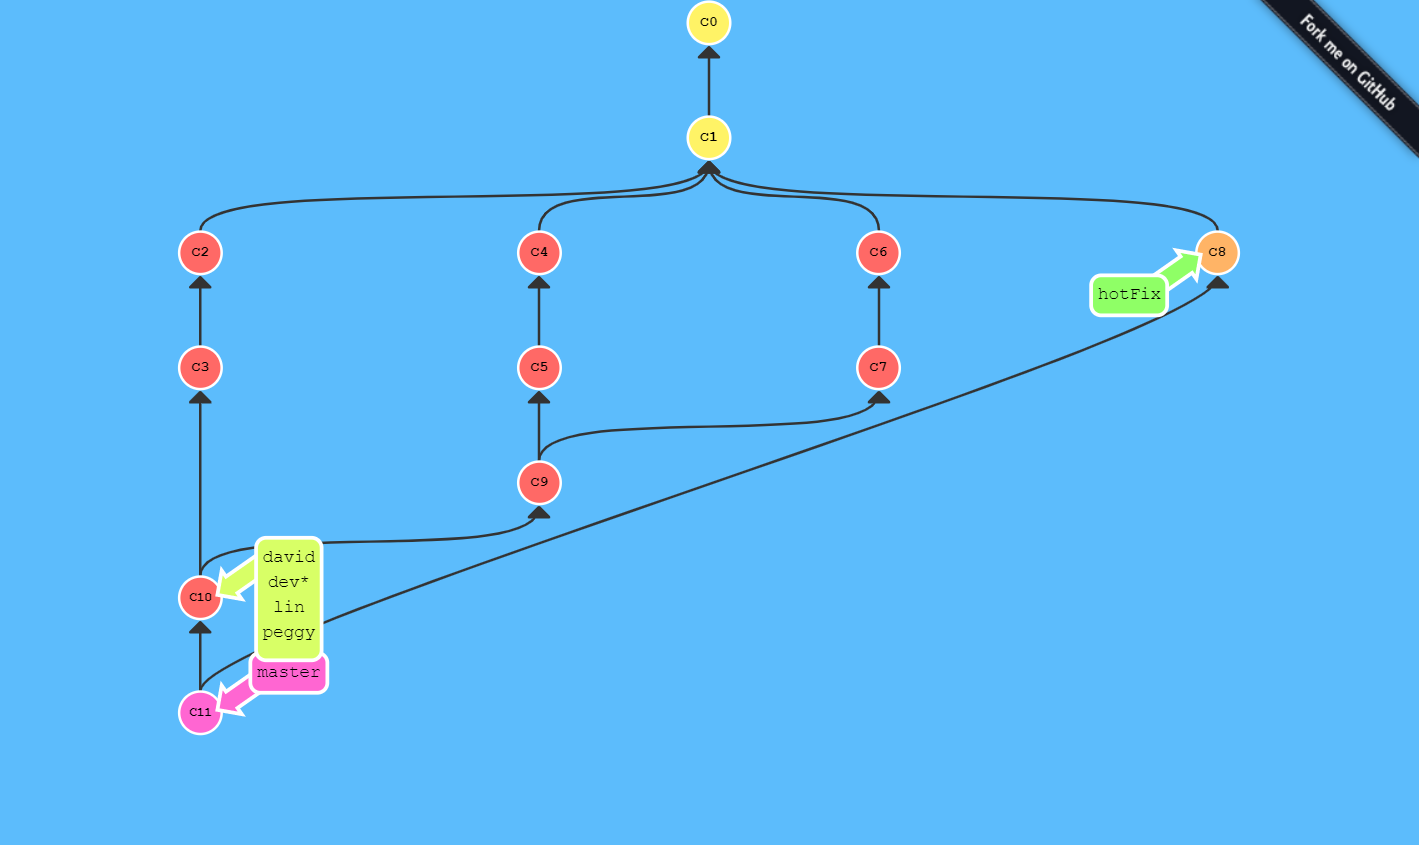 C0
Fork me on GitHub
C1
C2
C4
C6
C8
hotFix
C3
C5
C7
C9
david
dev*
lin
peggy
C10
master
C11